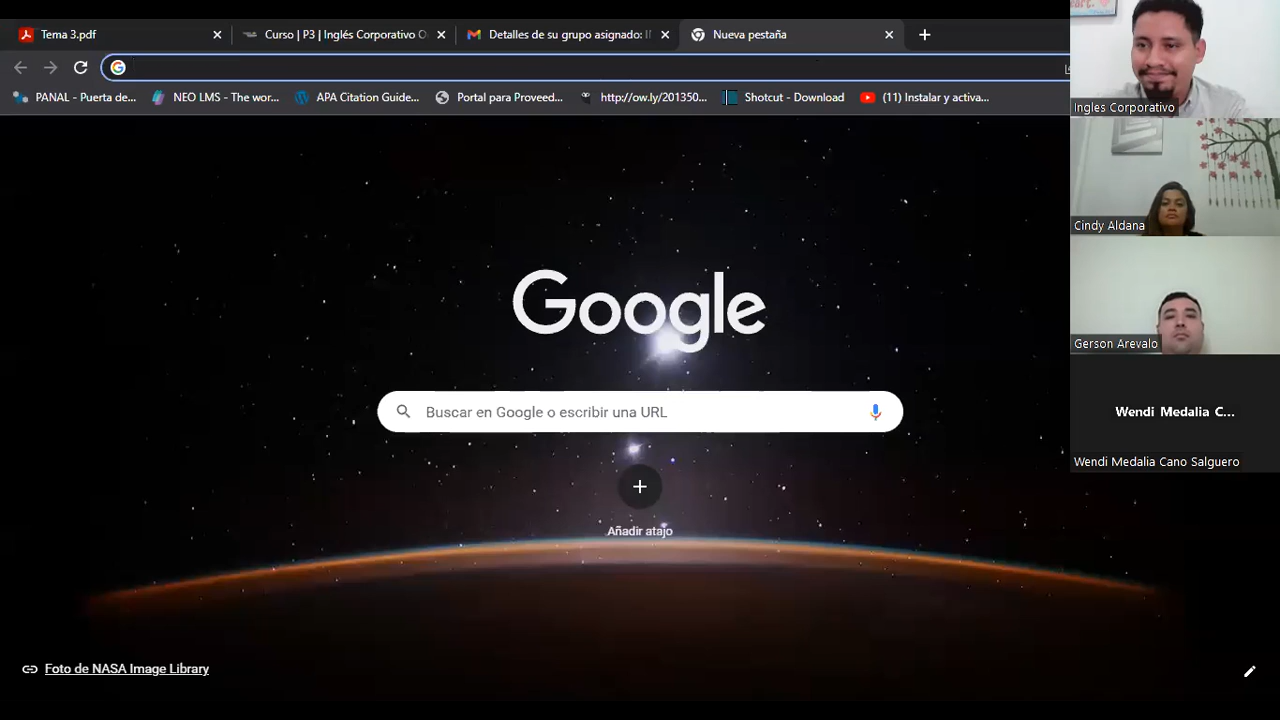 Tema 3.pdf
Curso | P3 | Inglés Corporativo O
Detalles de su grupo asignado: I
Nueva pestaña
PANAL - Puerta de...
NEO LMS - The wor...
APA Citation Guide...
Portal para Proveed...
http://ow.ly/201350...
Shotcut - Download
(11) Instalar y activa...
Ingles Corporativo
Cindy Aldana
Gerson Arevalo
Wendi Medalia C...
Wendi Medalia Cano Salguero
Google
Buscar en Google o escribir una URL
Añadir atajo
Foto de NASA Image Library